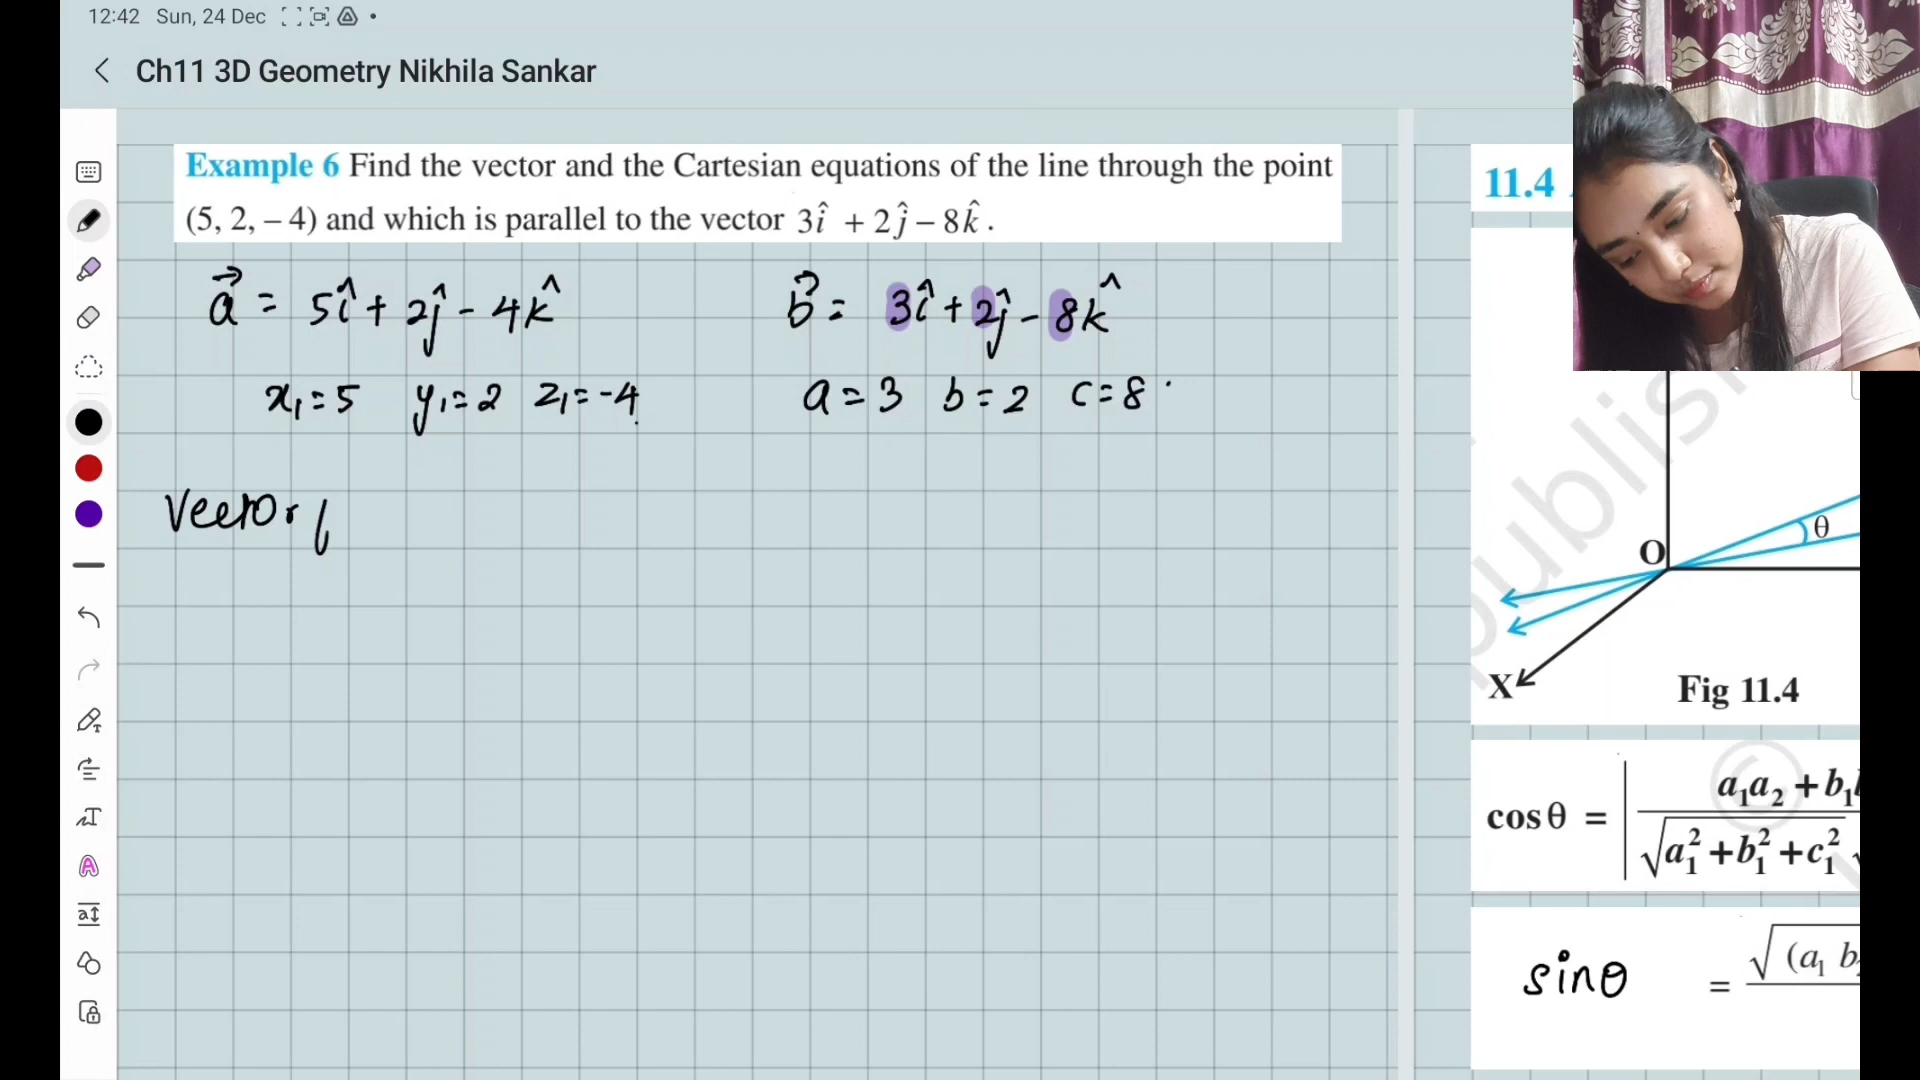 12:42 Sun, 24 Dec
Ch11 3D Geometry Nikhila Sankar
Example 6 Find the vector and the Cartesian equations of the line through the point
(5, 2, – 4) and which is parallel to the vector 3î + 2ĵ – 8k̂ .
a⃗ = 5î + 2ĵ - 4k̂
b⃗ = 3î + 2ĵ - 8k̂
x₁ = 5 y₁ = 2 z₁ = -4
a = 3 b = 2 c = 8
Vector
11.4
publis
O
θ
X
Fig 11.4
©
cos θ = | a₁a₂ + b₁
√a₁² + b₁² + c₁²
sinθ = √(a₁ b